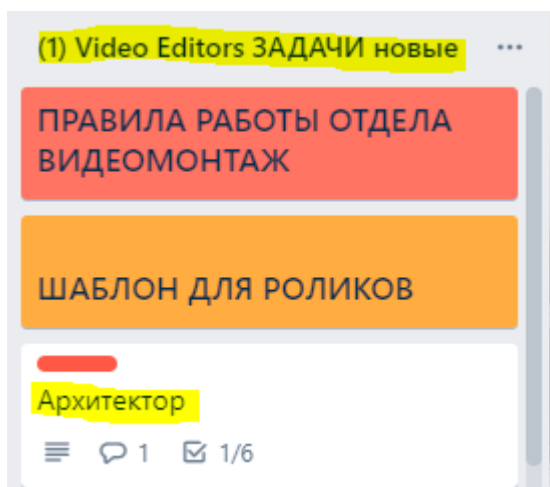 (1) Video Editors ЗАДАЧИ новые
ПРАВИЛА РАБОТЫ ОТДЕЛА
ВИДЕОМОНТАЖ
ШАБЛОН ДЛЯ РОЛИКОВ
Архитектор
1 1/6